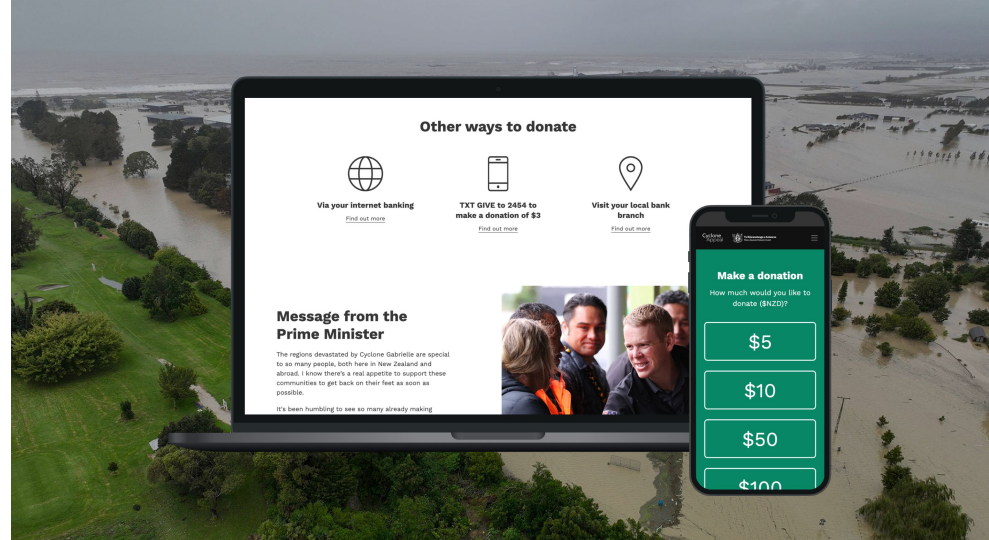 Other ways to donate
Via your internet banking
Find out more
TXT GIVE to 2454 to
make a donation of $3
Find out more
Visit your local bank
branch
Find out more
Message from the
Prime Minister
The regions devastated by Cyclone Gabrielle are special
to so many people, both here in New Zealand and
abroad. I know there's a real appetite to support these
communities to get back on their feet as soon as
possible.
It's been humbling to see so many already making
Cyclone
Appeal
Make a donation
How much would you like to
donate ($NZD)?
$5
$10
$50
$100